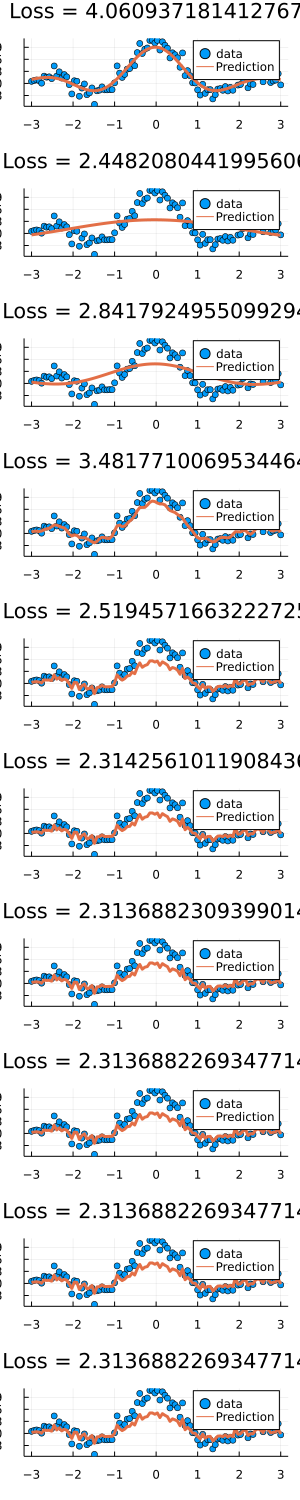 Loss = 4.060937181412767
data
Prediction
-3 -2 -1 0 1 2 3
Loss = 2.448208044199560
data
Prediction
-3 -2 -1 0 1 2 3
Loss = 2.841792495509929
data
Prediction
-3 -2 -1 0 1 2 3
Loss = 3.481771006953446
data
Prediction
-3 -2 -1 0 1 2 3
Loss = 2.519457166322272
data
Prediction
-3 -2 -1 0 1 2 3
Loss = 2.314256101190843
data
Prediction
-3 -2 -1 0 1 2 3
Loss = 2.313688230939901
data
Prediction
-3 -2 -1 0 1 2 3
Loss = 2.313688226934771
data
Prediction
-3 -2 -1 0 1 2 3
Loss = 2.313688226934771
data
Prediction
-3 -2 -1 0 1 2 3
Loss = 2.313688226934771
data
Prediction
-3 -2 -1 0 1 2 3